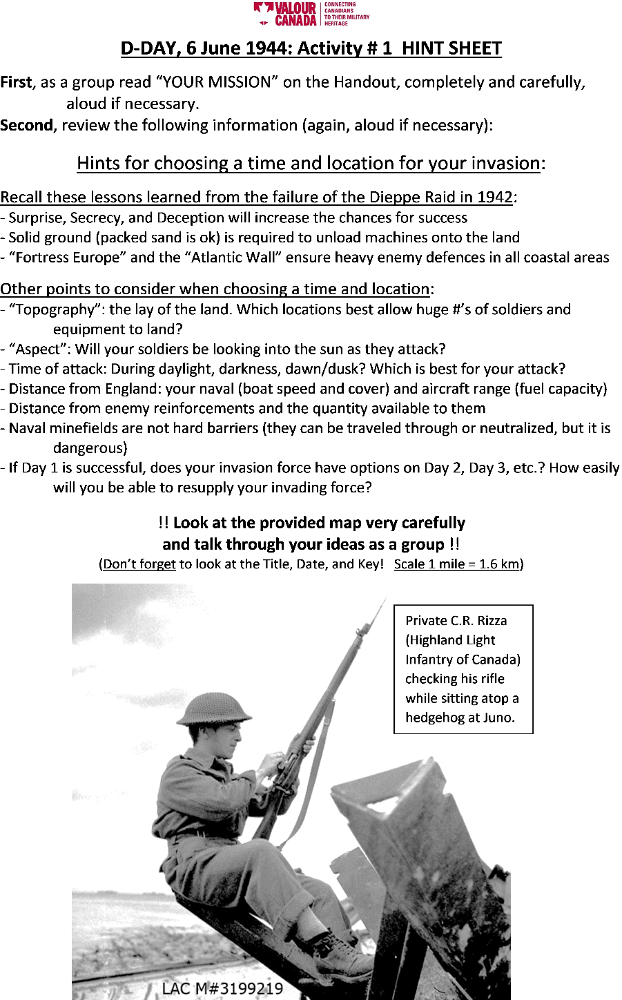 VALOUR
CANADA
CONNECTING
CANADIANS
TO THEIR MILITARY
HERITAGE
D-DAY, 6 June 1944: Activity # 1  HINT SHEET
First, as a group read “YOUR MISSION” on the Handout, completely and carefully,
aloud if necessary.
Second, review the following information (again, aloud if necessary):
Hints for choosing a time and location for your invasion:
Recall these lessons learned from the failure of the Dieppe Raid in 1942:
- Surprise, Secrecy, and Deception will increase the chances for success
- Solid ground (packed sand is ok) is required to unload machines onto the land
- “Fortress Europe” and the “Atlantic Wall” ensure heavy enemy defences in all coastal areas
Other points to consider when choosing a time and location:
- “Topography”: the lay of the land. Which locations best allow huge #’s of soldiers and
equipment to land?
- “Aspect”: Will your soldiers be looking into the sun as they attack?
- Time of attack: During daylight, darkness, dawn/dusk? Which is best for your attack?
- Distance from England: your naval (boat speed and cover) and aircraft range (fuel capacity)
- Distance from enemy reinforcements and the quantity available to them
- Naval minefields are not hard barriers (they can be traveled through or neutralized, but it is
dangerous)
- If Day 1 is successful, does your invasion force have options on Day 2, Day 3, etc.? How easily
will you be able to resupply your invading force?
!! Look at the provided map very carefully
and talk through your ideas as a group !!
(Don’t forget to look at the Title, Date, and Key!   Scale 1 mile = 1.6 km)
Private C.R. Rizza
(Highland Light
Infantry of Canada)
checking his rifle
while sitting atop a
hedgehog at Juno.
LAC M#3199219